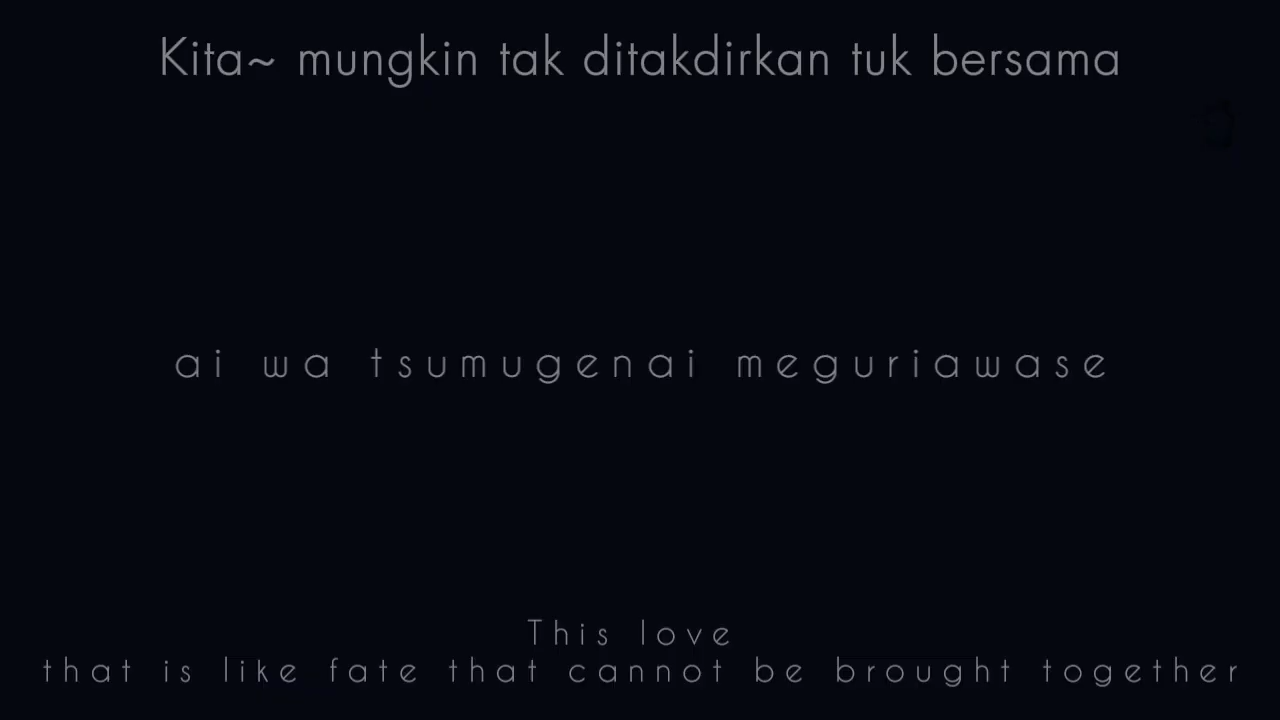 Kita~ mungkin tak ditakdirkan tuk bersama
ai wa tsumugenai meguriawase
This love
that is like fate that cannot be brought together